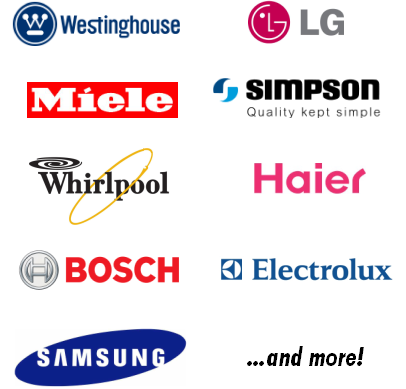 Westinghouse
LG
Miele
SIMPSON
Quality kept simple
Whirlpool
Haier
BOSCH
Electrolux
SAMSUNG
...and more!